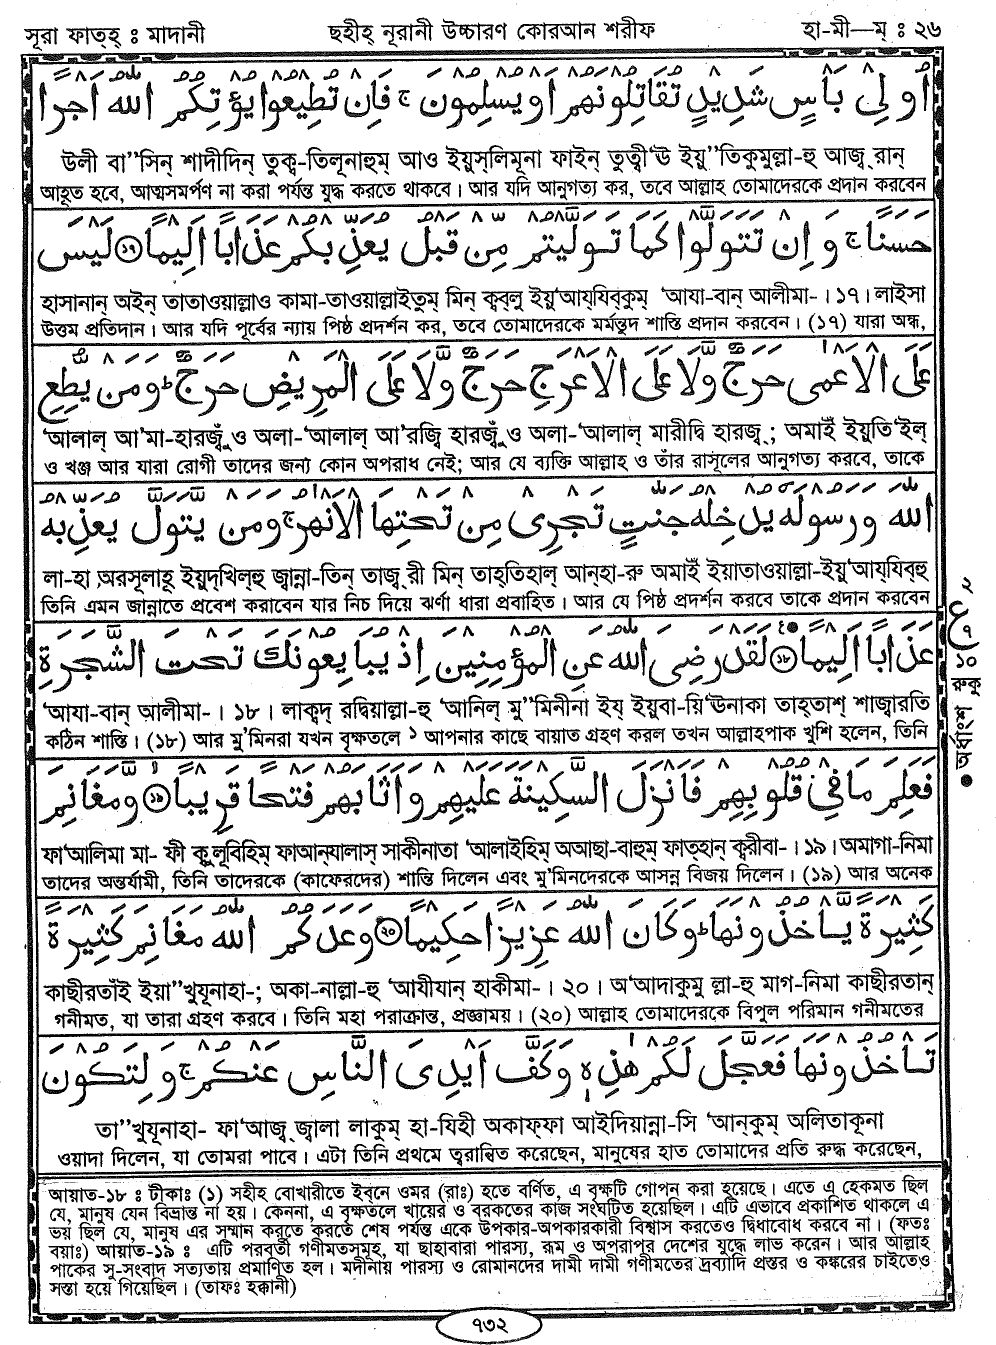 সূরা ফাত্হ্ ঃ মাদানী
ছহীহ্ নূরানী উচ্চারণ কোরআন শরীফ
হা-মী—ম্ ঃ ২৬
أُولِي بَأْسٍ شَدِيدٍ تُقَاتِلُونَهُمْ أَوْ يُسْلِمُونَ ج فَإِنْ تُطِيعُوا يُؤْتِكُمُ اللَّهُ أَجْرًا
উলী বা"সিন্ শাদীদিন্ তুক্ব-তিলূনাহুম্ আও ইয়ুস্লিমূনা ফাইন্ তুত্বী'ঊ ইয়ু"তিকুমুল্লা-হু আজ্ব্ রান্
আহূত হবে, আত্মসমর্পণ না করা পর্যন্ত যুদ্ধ করতে থাকবে। আর যদি আনুগত্য কর, তবে আল্লাহ তোমাদেরকে প্রদান করবেন
حَسَنًا ج وَإِنْ تَتَوَلَّوْا كَمَا تَوَلَّيْتُمْ مِنْ قَبْلُ يُعَذِّبْكُمْ عَذَابًا أَلِيمًا ১৬ لَيْسَ
হাসানান্ অইন্ তাতাওয়াল্লাও কামা-তাওয়াল্লাইতুম্ মিন্ ক্বব্লু ইয়ু'আয্যিব্কুম্ 'আযা-বান্ আলীমা-। ১৭। লাইসা
উত্তম প্রতিদান। আর যদি পূর্বের ন্যায় পিষ্ঠ প্রদর্শন কর, তবে তোমাদেরকে মর্মন্তুদ শাস্তি প্রদান করবেন। (১৭) যারা অন্ধ,
عَلَى الْأَعْمَى حَرَجٌ وَلَا عَلَى الْأَعْرَجِ حَرَجٌ وَلَا عَلَى الْمَرِيضِ حَرَجٌ ط وَمَنْ يُطِعِ
'আলাল্ আ'মা-হারজ্বুঁও অলা-'আলাল্ আ'রজ্বি হারজ্বুঁও অলা-'আলাল্ মারীদ্বি হারজ্ব্; অমাইঁ ইয়ুতি'ইল্
ও খঞ্জ আর যারা রোগী তাদের জন্য কোন অপরাধ নেই; আর যে ব্যক্তি আল্লাহ ও তাঁর রাসূলের আনুগত্য করবে, তাকে
اللَّهَ وَرَسُولَهُ يُدْخِلْهُ جَنَّتٍ تَجْرِي مِنْ تَحْتِهَا الْأَنْهَرُ ج وَمَنْ يَتَوَلَّ يُعَذِّبْهُ
লা-হা অরসূলাহূ ইয়ুদ্খিল্হু জ্বান্না-তিন্ তাজ্ব্ রী মিন্ তাহ্তিহাল্ আন্হা-রু অমাইঁ ইয়াতাওয়াল্লা-ইয়ু'আয্যিব্হু
তিনি এমন জান্নাতে প্রবেশ করাবেন যার নিচ দিয়ে ঝর্ণা ধারা প্রবাহিত। আর যে পিষ্ঠ প্রদর্শন করবে তাকে প্রদান করবেন
عَذَابًا أَلِيمًا ১৮ لَقَدْ رَضِيَ اللَّهُ عَنِ الْمُؤْمِنِينَ إِذْ يُبَايِعُونَكَ تَحْتَ الشَّجَرَةِ
'আযা-বান্ আলীমা-। ১৮। লাক্বদ্ রদ্বিয়াল্লা-হু 'আনিল্ মু"মিনীনা ইয্ ইয়ুবা-য়ি'ঊনাকা তাহ্তাশ্ শাজ্বারতি
কঠিন শাস্তি। (১৮) আর মু'মিনরা যখন বৃক্ষতলে ১ আপনার কাছে বায়াত গ্রহণ করল তখন আল্লাহপাক খুশি হলেন, তিনি
২
ع
৭
১০
রুকূ
● অর্ধাংশ
فَعَلِمَ مَا فِي قُلُوبِهِمْ فَأَنْزَلَ السَّكِينَةَ عَلَيْهِمْ وَأَثَابَهُمْ فَتْحًا قَرِيبًا ১৯ وَمَغَانِمَ
ফা'আলিমা মা- ফী ক্বুলূবিহিম্ ফাআন্যালাস্ সাকীনাতা 'আলাইহিম্ অআছা-বাহুম্ ফাত্হান্ ক্বরীবা-। ১৯। অমাগা-নিমা
তাদের অন্তর্যামী, তিনি তাদেরকে (কাফেরদের) শাস্তি দিলেন এবং মু'মিনদেরকে আসন্ন বিজয় দিলেন। (১৯) আর অনেক
كَثِيرَةً يَأْخُذُونَهَا ط وَكَانَ اللَّهُ عَزِيزًا حَكِيمًا ২০ وَعَدَكُمُ اللَّهُ مَغَانِمَ كَثِيرَةً
কাছীরতাঁই ইয়া"খুযূনাহা-; অকা-নাল্লা-হু 'আযীযান্ হাকীমা-। ২০। অ'আদাকুমু ল্লা-হু মাগ-নিমা কাছীরতান্
গনীমত, যা তারা গ্রহণ করবে। তিনি মহা পরাক্রান্ত, প্রজ্ঞাময়। (২০) আল্লাহ তোমাদেরকে বিপুল পরিমান গনীমতের
تَأْخُذُونَهَا فَعَجَّلَ لَكُمْ هَذِهِ وَكَفَّ أَيْدِيَ النَّاسِ عَنْكُمْ ج وَلِتَكُونَ
তা"খুযূনাহা- ফা'আজ্ব্ জ্বালা লাকুম্ হা-যিহী অকাফ্ফা আইদিয়ান্না-সি 'আন্কুম্ অলিতাকূনা
ওয়াদা দিলেন, যা তোমরা পাবে। এটা তিনি প্রথমে ত্বরান্বিত করেছেন, মানুষের হাত তোমাদের প্রতি রুদ্ধ করেছেন,
আয়াত-১৮ ঃ টীকাঃ (১) সহীহ বোখারীতে ইবনে ওমর (রাঃ) হতে বর্ণিত, এ বৃক্ষটি গোপন করা হয়েছে। এতে এ হেকমত ছিল
যে, মানুষ যেন বিভ্রান্ত না হয়। কেননা, এ বৃক্ষতলে খায়ের ও বরকতের কাজ সংঘটিত হয়েছিল। এটি এভাবে প্রকাশিত থাকলে এ
ভয় ছিল যে, মানুষ এর সম্মান করতে করতে শেষ পর্যন্ত একে উপকার-অপকারকারী বিশ্বাস করতেও দ্বিধাবোধ করবে না। (ফতঃ
বয়াঃ) আয়াত-১৯ ঃ এটি পরবর্তী গণীমতসমূহ, যা ছাহাবারা পারস্য, রূম ও অপরাপর দেশের যুদ্ধে লাভ করেন। আর আল্লাহ
পাকের সু-সংবাদ সত্যতায় প্রমাণিত হল। মদীনায় পারস্য ও রোমানদের দামী দামী গণীমতের দ্রব্যাদি প্রস্তর ও কঙ্করের চাইতেও
সস্তা হয়ে গিয়েছিল। (তাফঃ হক্কানী)
৭৩২